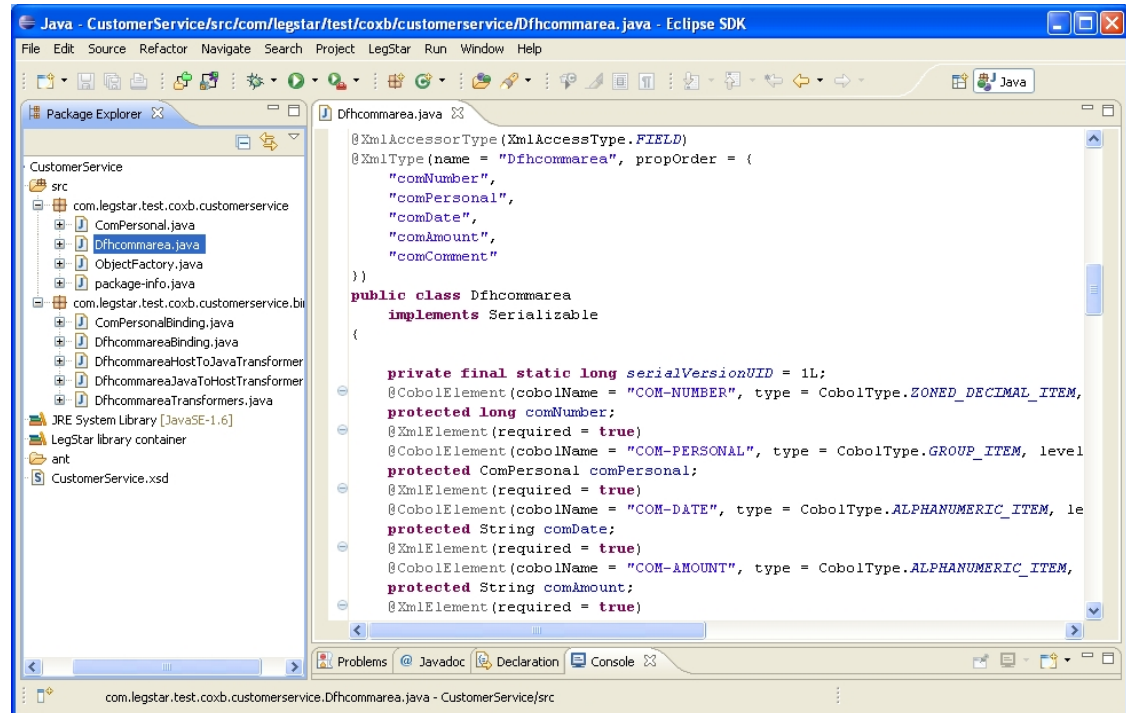 Java - CustomerService/src/com/legstar/test/coxb/customerservice/Dfhcommarea.java - Eclipse SDK
File Edit Source Refactor Navigate Search Project LegStar Run Window Help
Java
Package Explorer
Dfhcommarea.java
CustomerService
src
com.legstar.test.coxb.customerservice
ComPersonal.java
Dfhcommarea.java
ObjectFactory.java
package-info.java
com.legstar.test.coxb.customerservice.bin
ComPersonalBinding.java
DfhcommareaBinding.java
DfhcommareaHostToJavaTransformer
DfhcommareaJavaToHostTransformer
DfhcommareaTransformers.java
JRE System Library [JavaSE-1.6]
LegStar library container
ant
CustomerService.xsd
@XmlAccessorType(XmlAccessType.FIELD)
@XmlType(name = "Dfhcommarea", propOrder = {
"comNumber",
"comPersonal",
"comDate",
"comAmount",
"comComment"
})
public class Dfhcommarea
implements Serializable
{
private final static long serialVersionUID = 1L;
@CobolElement(cobolName = "COM-NUMBER", type = CobolType.ZONED_DECIMAL_ITEM,
protected long comNumber;
@XmlElement(required = true)
@CobolElement(cobolName = "COM-PERSONAL", type = CobolType.GROUP_ITEM, level
protected ComPersonal comPersonal;
@XmlElement(required = true)
@CobolElement(cobolName = "COM-DATE", type = CobolType.ALPHANUMERIC_ITEM, le
protected String comDate;
@XmlElement(required = true)
@CobolElement(cobolName = "COM-AMOUNT", type = CobolType.ALPHANUMERIC_ITEM,
protected String comAmount;
@XmlElement(required = true)
Problems @ Javadoc Declaration Console
com.legstar.test.coxb.customerservice.Dfhcommarea.java - CustomerService/src